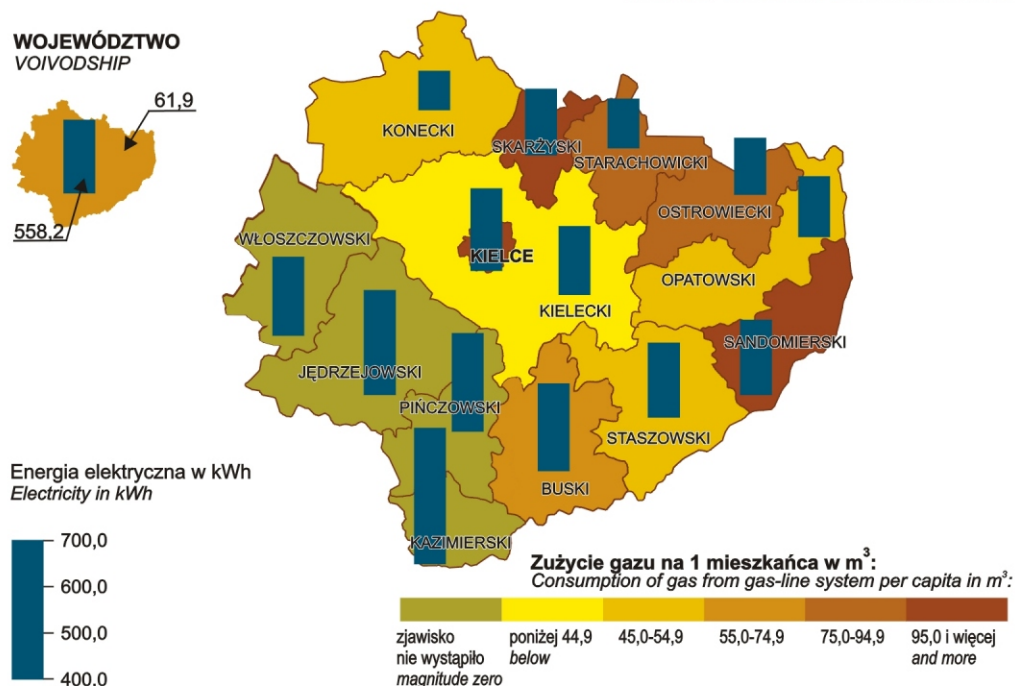 WOJEWÓDZTWO
VOIVODSHIP
61,9
558,2
KONECKI
SKARŻYSKI
STARACHOWICKI
OSTROWIECKI
WŁOSZCZOWSKI
KIELCE
OPATOWSKI
KIELECKI
SANDOMIERSKI
JĘDRZEJOWSKI
PIŃCZOWSKI
STASZOWSKI
BUSKI
KAZIMIERSKI
Energia elektryczna w kWh
Electricity in kWh
700,0
600,0
500,0
400,0
Zużycie gazu na 1 mieszkańca w m³:
Consumption of gas from gas-line system per capita in m³:
zjawisko
nie wystąpiło
magnitude zero
poniżej 44,9
below
45,0-54,9
55,0-74,9
75,0-94,9
95,0 i więcej
and more